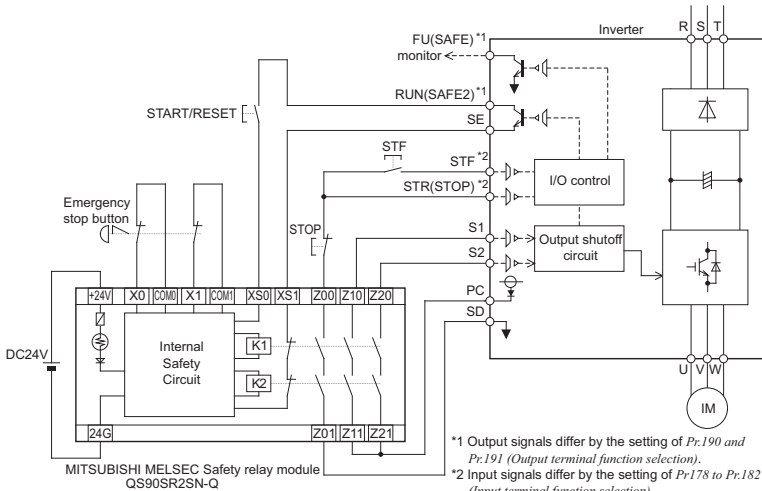 R S T
Inverter
FU(SAFE) *1
monitor
RUN(SAFE2) *1
START/RESET
SE
STF
STF *2
I/O control
STR(STOP) *2
Emergency
stop button
STOP
S1
Output shutoff
circuit
S2
PC
SD
+24V X0 COM0 X1 COM1 XS0 XS1 Z00 Z10 Z20
DC24V
Internal
Safety
Circuit
K1
K2
U V W
IM
24G Z01 Z11 Z21
MITSUBISHI MELSEC Safety relay module
QS90SR2SN-Q
*1 Output signals differ by the setting of Pr.190 and
Pr.191 (Output terminal function selection).
*2 Input signals differ by the setting of Pr178 to Pr.182
(Input terminal function selection)